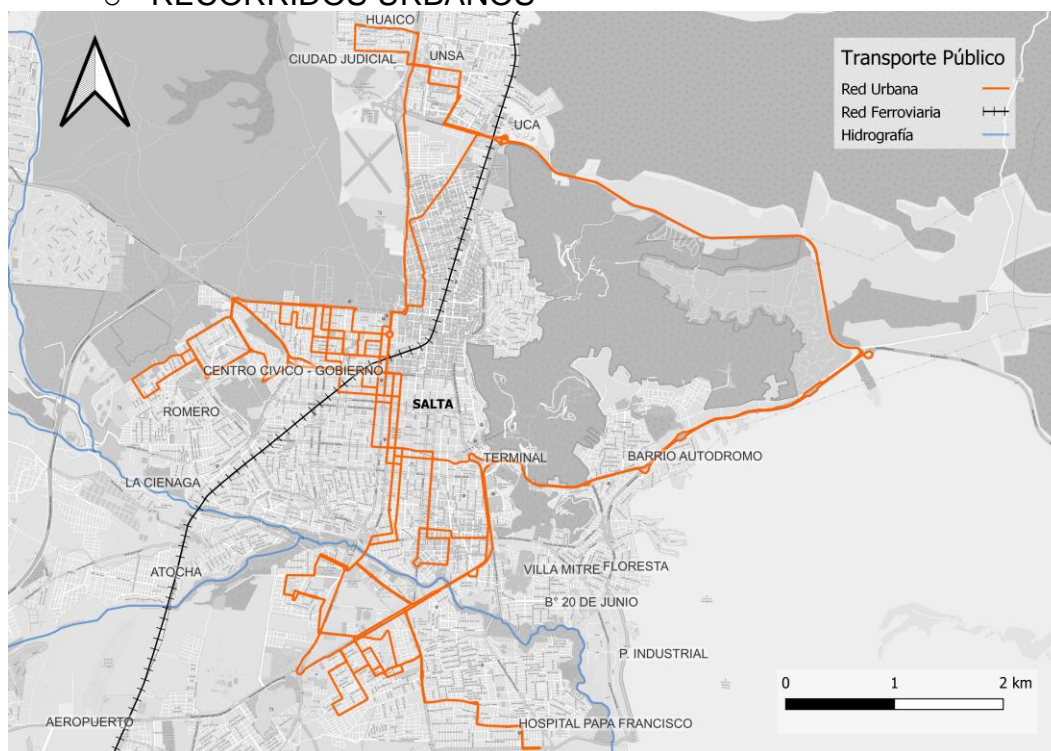 ○ RECORRIDOS URBANOS
HUAICO
CIUDAD JUDICIAL
UNSA
Transporte Público
Red Urbana
Red Ferroviaria
Hidrografía
UCA
CENTRO CIVICO - GOBIERNO
ROMERO
SALTA
TERMINAL
BARRIO AUTODROMO
LA CIENAGA
ATOCHA
VILLA MITRE
FLORESTA
B° 20 DE JUNIO
P. INDUSTRIAL
0 1 2 km
AEROPUERTO
HOSPITAL PAPA FRANCISCO